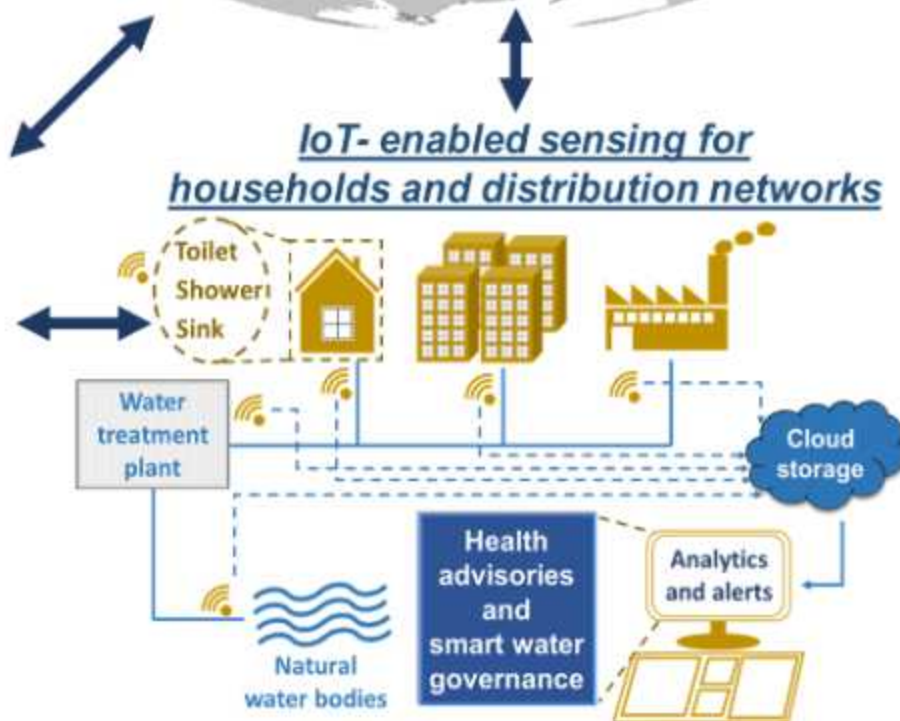 IoT- enabled sensing for
households and distribution networks
Toilet
Shower
Sink
Water
treatment
plant
Cloud
storage
Health
advisories
and
smart water
governance
Analytics
and alerts
Natural
water bodies